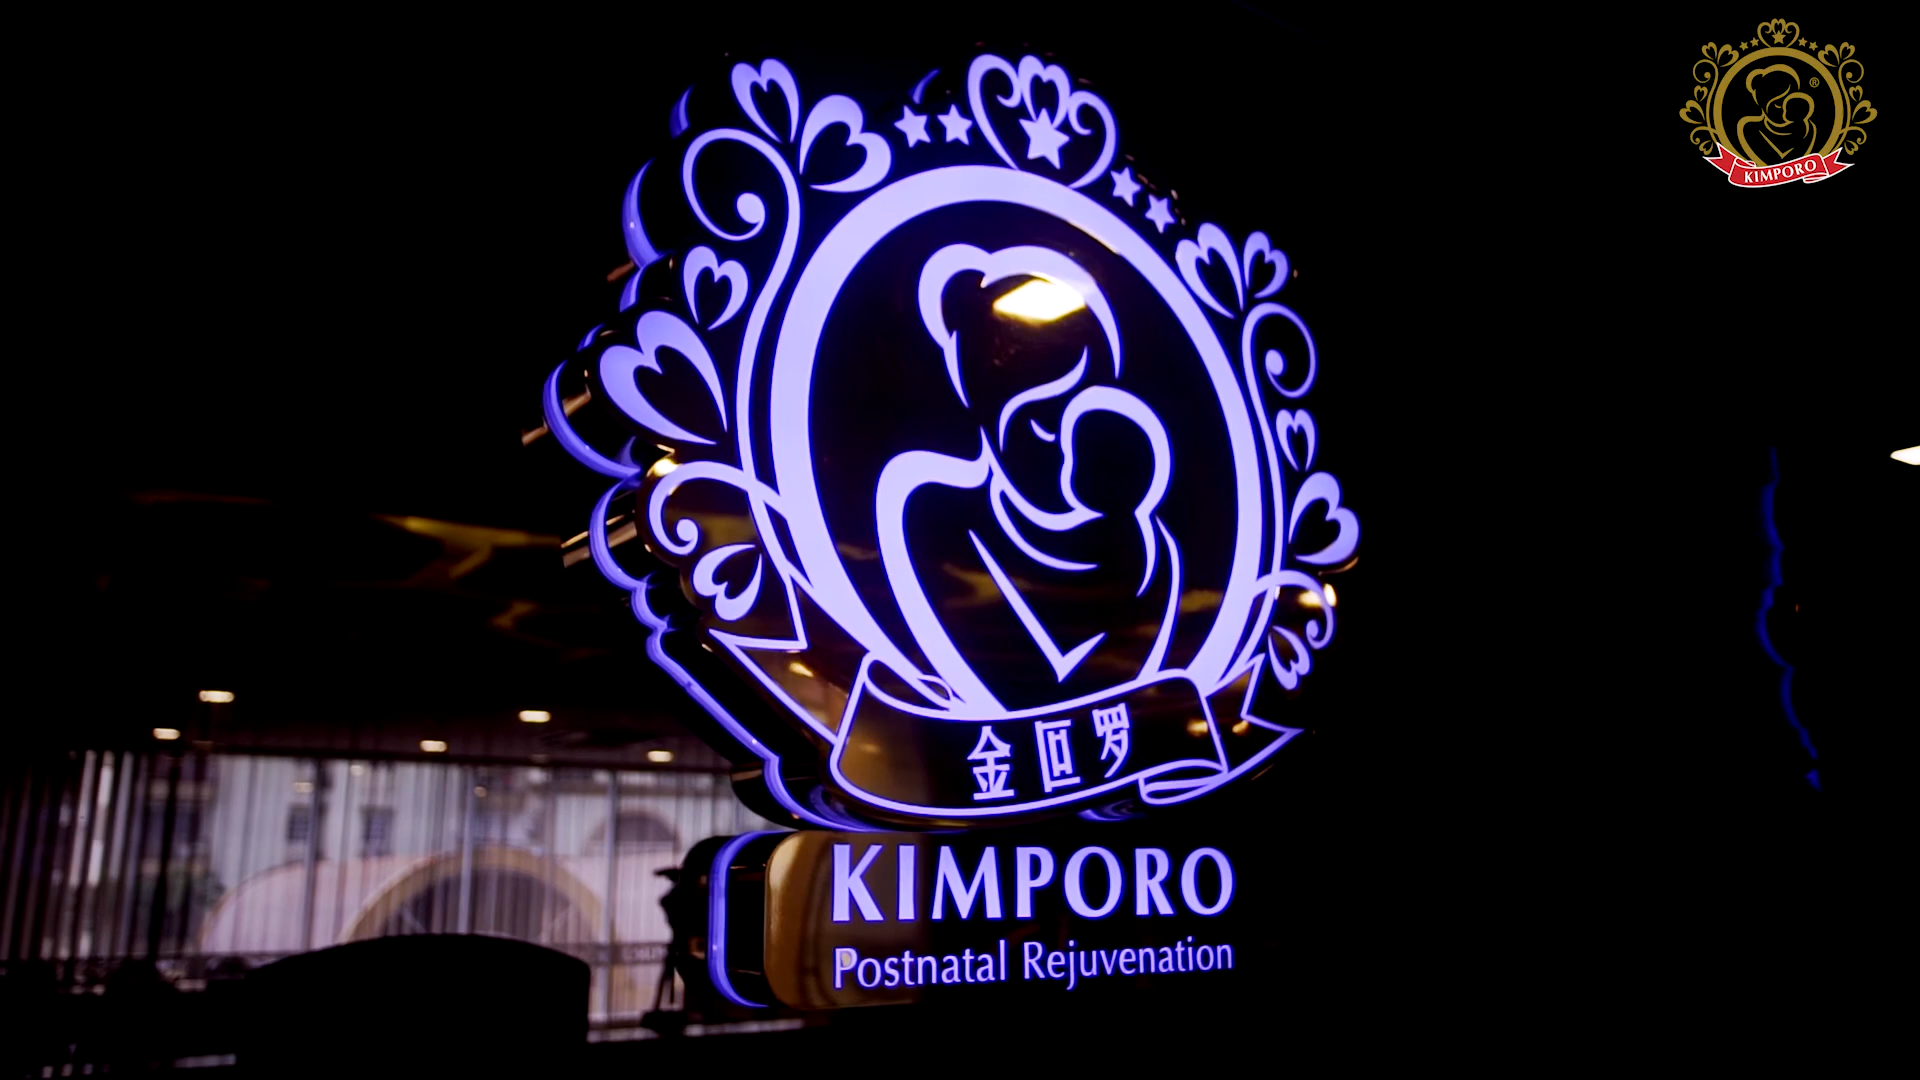 金叵罗
KIMPORO
Postnatal Rejuvenation
KIMPORO
®